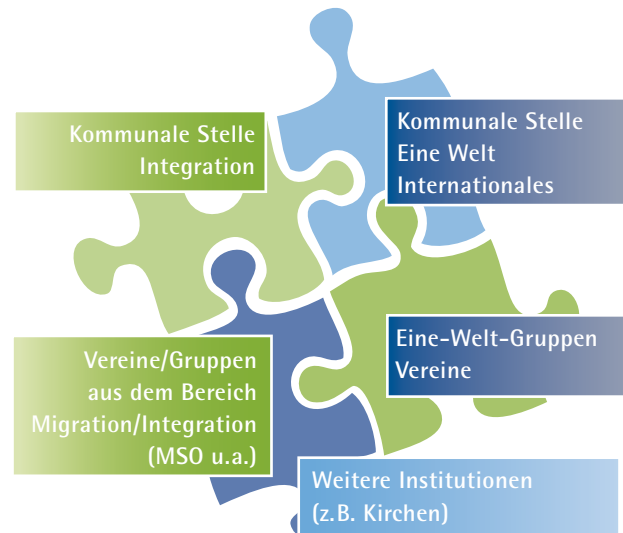 Kommunale Stelle
Integration
Kommunale Stelle
Eine Welt
Internationales
Vereine/Gruppen
aus dem Bereich
Migration/Integration
(MSO u.a.)
Eine-Welt-Gruppen
Vereine
Weitere Institutionen
(z.B. Kirchen)